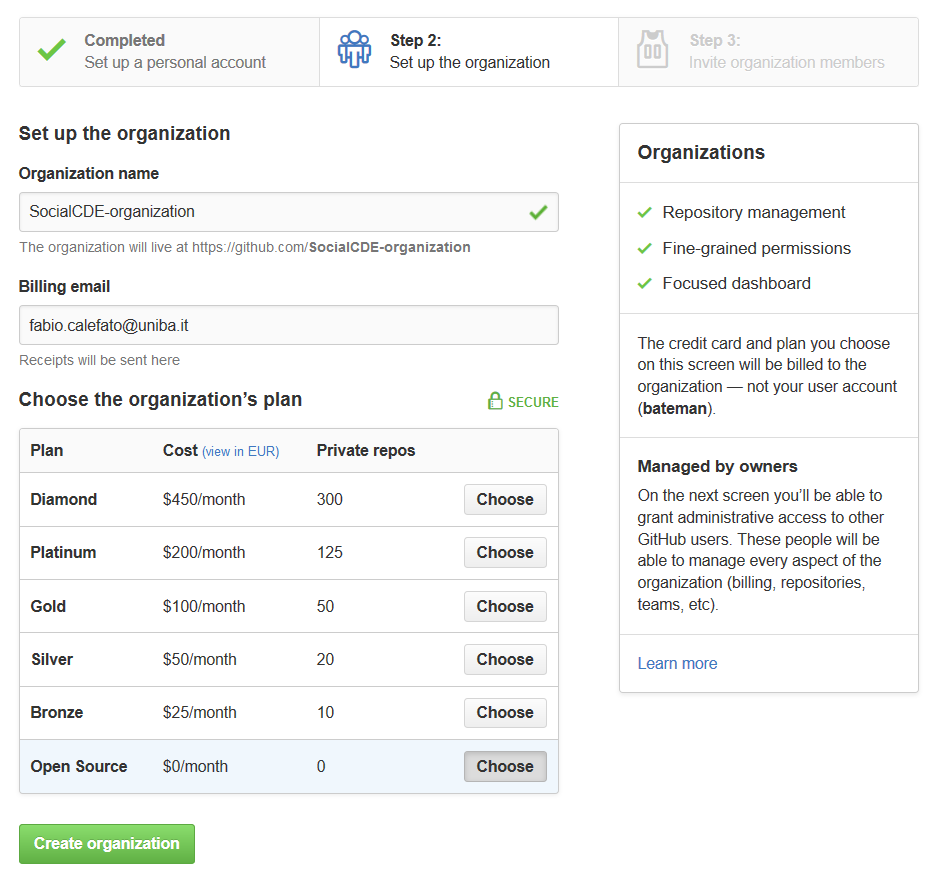 Completed
Set up a personal account
Step 2:
Set up the organization
Step 3:
Invite organization members
Set up the organization
Organization name
SocialCDE-organization
The organization will live at https://github.com/SocialCDE-organization
Billing email
fabio.calefato@uniba.it
Receipts will be sent here
Choose the organization’s plan
SECURE
Plan Cost (view in EUR) Private repos
Diamond $450/month 300 Choose
Platinum $200/month 125 Choose
Gold $100/month 50 Choose
Silver $50/month 20 Choose
Bronze $25/month 10 Choose
Open Source $0/month 0 Choose
Create organization
Organizations
Repository management
Fine-grained permissions
Focused dashboard
The credit card and plan you choose
on this screen will be billed to the
organization — not your user account
(bateman).
Managed by owners
On the next screen you’ll be able to
grant administrative access to other
GitHub users. These people will be
able to manage every aspect of the
organization (billing, repositories,
teams, etc).
Learn more